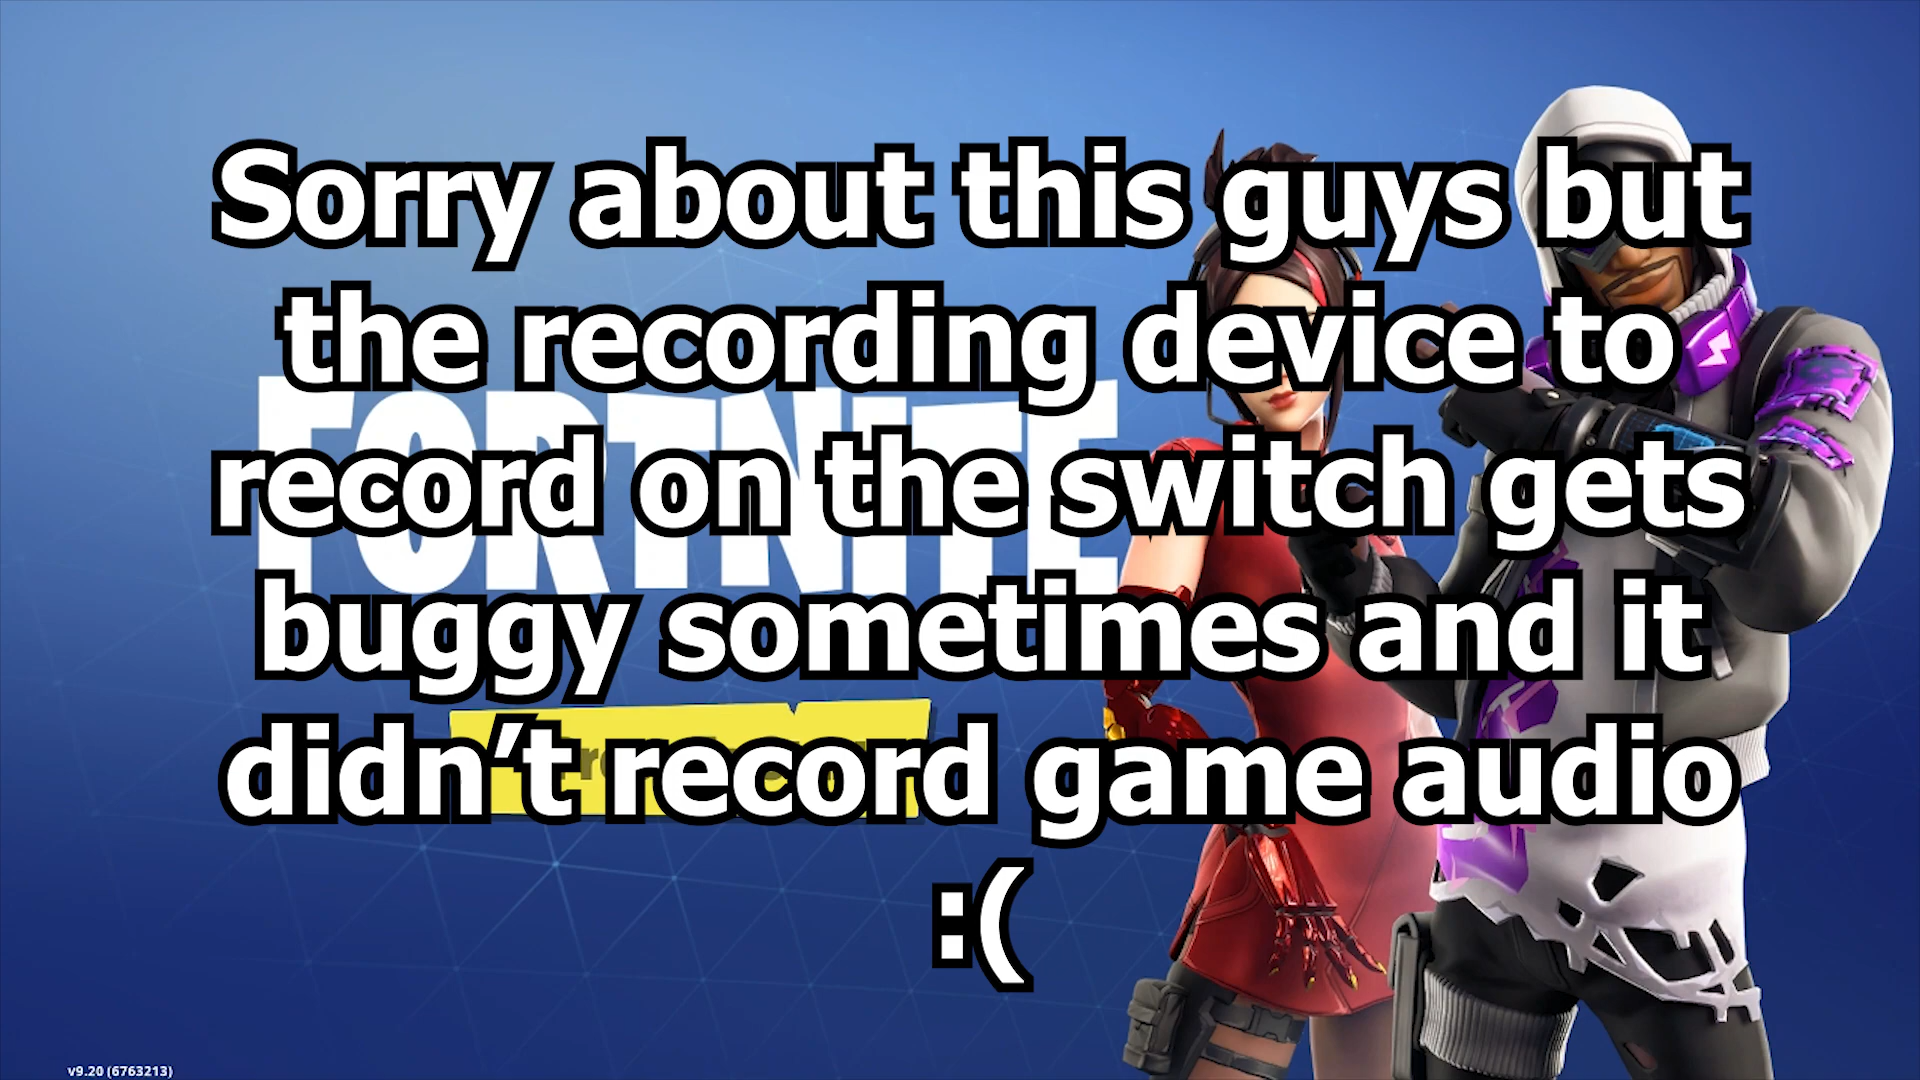 Sorry about this guys but
the recording device to
FORTNITE
record on the switch gets
buggy sometimes and it
didn’t record game audio
:(
v9.20 (6763213)